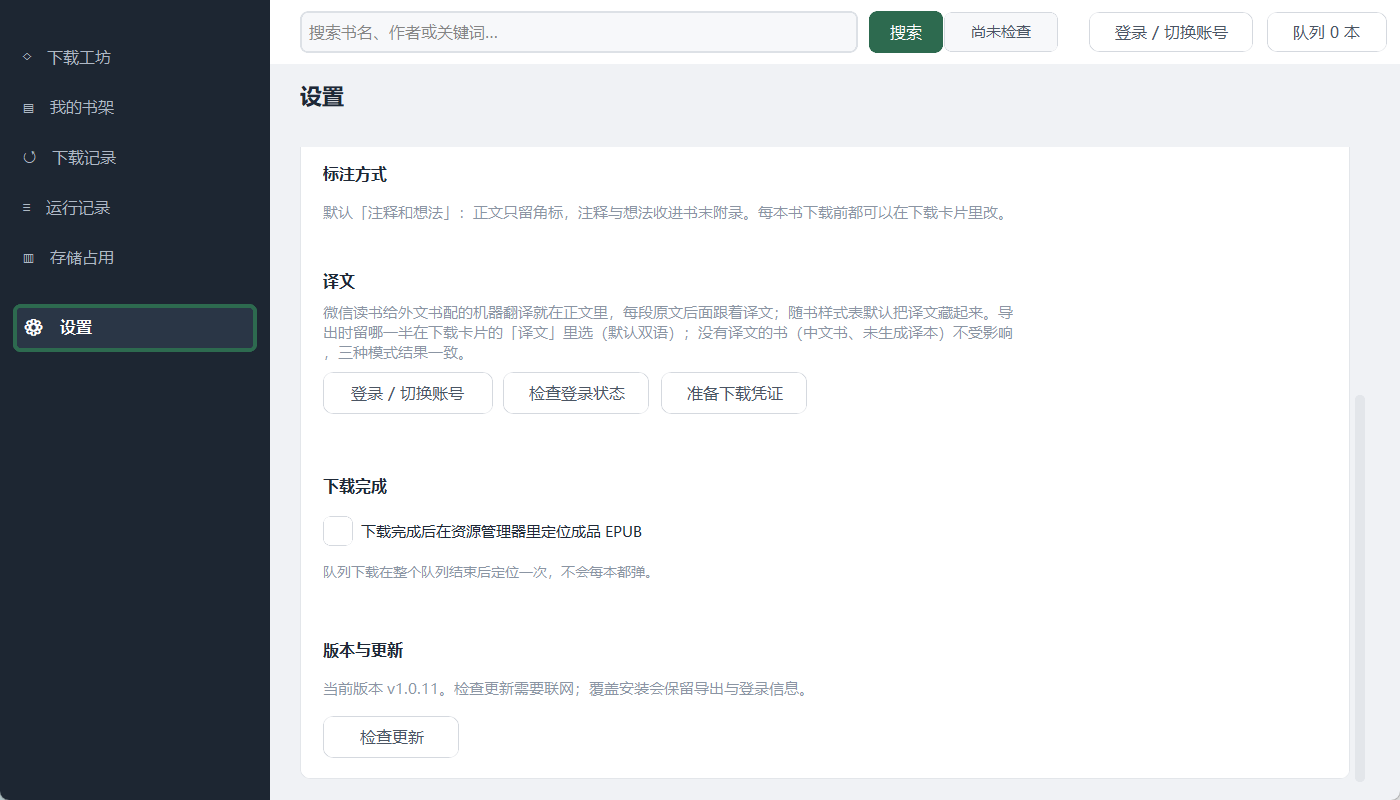 搜索书名、作者或关键词...
搜索
尚未检查
登录 / 切换账号
队列 0 本
下载工坊
我的书架
下载记录
运行记录
存储占用
设置
设置
标注方式
默认「注释和想法」：正文只留角标，注释与想法收进书末附录。每本书下载前都可以在下载卡片里改。
译文
微信读书给外文书配的机器翻译就在正文里，每段原文后面跟着译文；随书样式表默认把译文藏起来。导
出时留哪一半在下载卡片的「译文」里选（默认双语）；没有译文的书（中文书、未生成译本）不受影响
，三种模式结果一致。
登录 / 切换账号
检查登录状态
准备下载凭证
下载完成
下载完成后在资源管理器里定位成品 EPUB
队列下载在整个队列结束后定位一次，不会每本都弹。
版本与更新
当前版本 v1.0.11。检查更新需要联网；覆盖安装会保留导出与登录信息。
检查更新